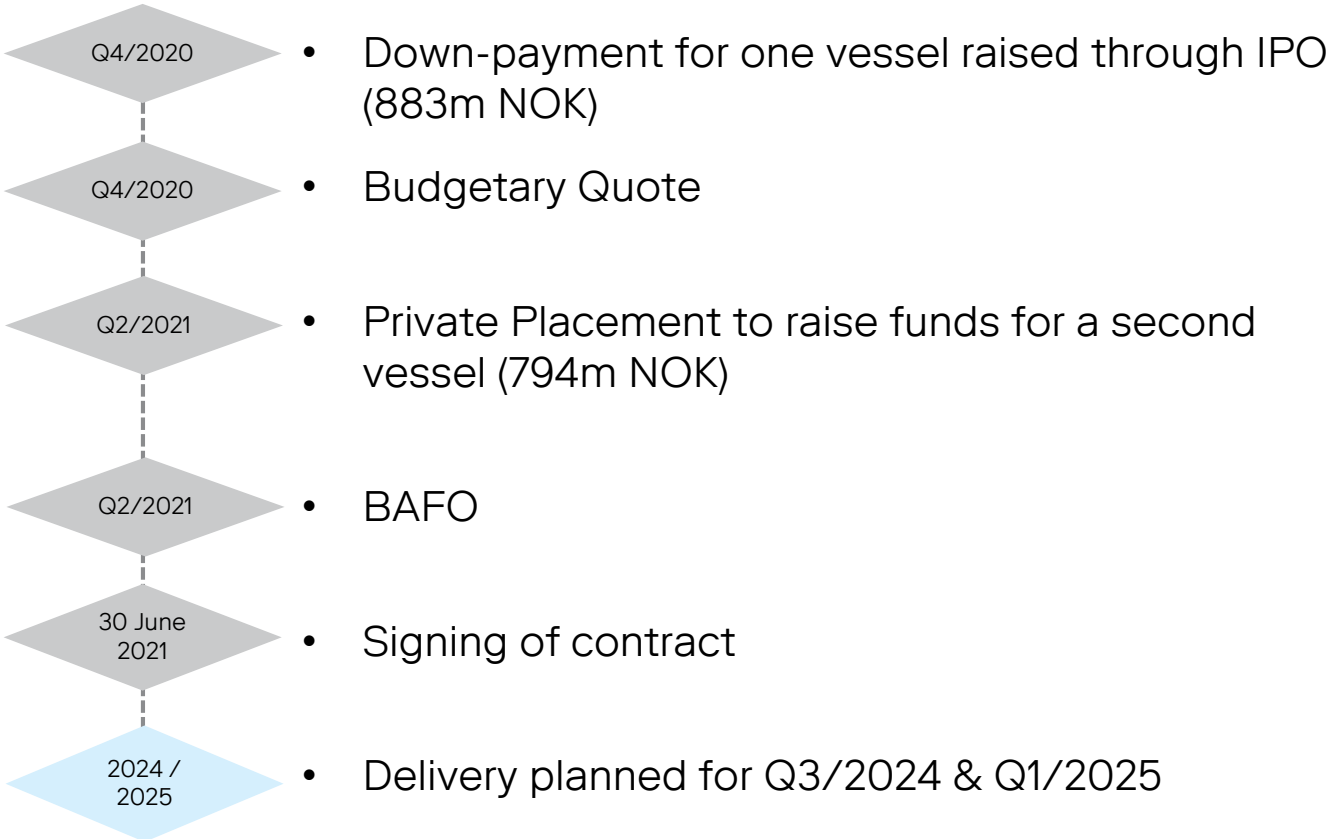 Q4/2020
• Down-payment for one vessel raised through IPO
(883m NOK)
Q4/2020
• Budgetary Quote
Q2/2021
• Private Placement to raise funds for a second
vessel (794m NOK)
Q2/2021
• BAFO
30 June
2021
• Signing of contract
2024 /
2025
• Delivery planned for Q3/2024 & Q1/2025